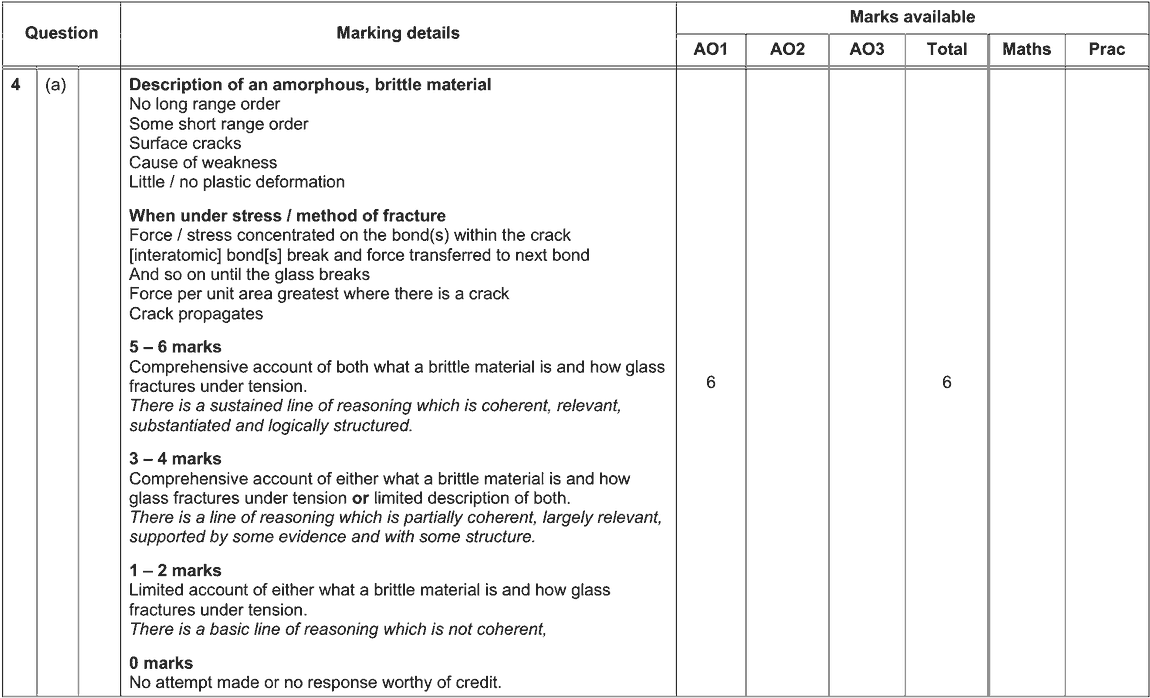 Question
Marking details
Marks available
AO1 AO2 AO3 Total Maths Prac
4 (a) Description of an amorphous, brittle material
No long range order
Some short range order
Surface cracks
Cause of weakness
Little / no plastic deformation
When under stress / method of fracture
Force / stress concentrated on the bond(s) within the crack
[interatomic] bond[s] break and force transferred to next bond
And so on until the glass breaks
Force per unit area greatest where there is a crack
Crack propagates
5 – 6 marks
Comprehensive account of both what a brittle material is and how glass
fractures under tension.
There is a sustained line of reasoning which is coherent, relevant,
substantiated and logically structured.
3 – 4 marks
Comprehensive account of either what a brittle material is and how
glass fractures under tension or limited description of both.
There is a line of reasoning which is partially coherent, largely relevant,
supported by some evidence and with some structure.
1 – 2 marks
Limited account of either what a brittle material is and how glass
fractures under tension.
There is a basic line of reasoning which is not coherent,
0 marks
No attempt made or no response worthy of credit.
6 6